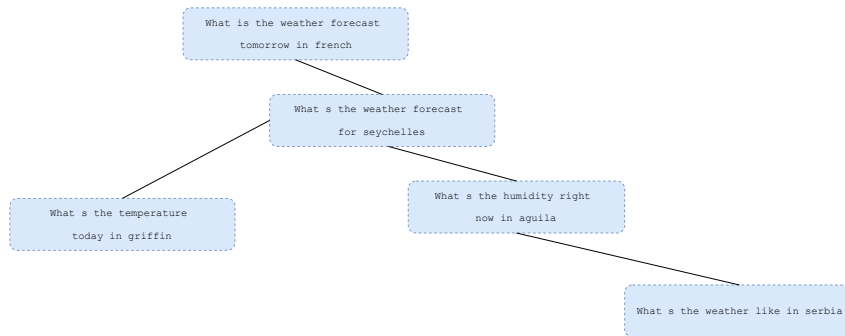 What is the weather forecast
tomorrow in french
What s the weather forecast
for seychelles
What s the temperature
today in griffin
What s the humidity right
now in aguila
What s the weather like in serbia